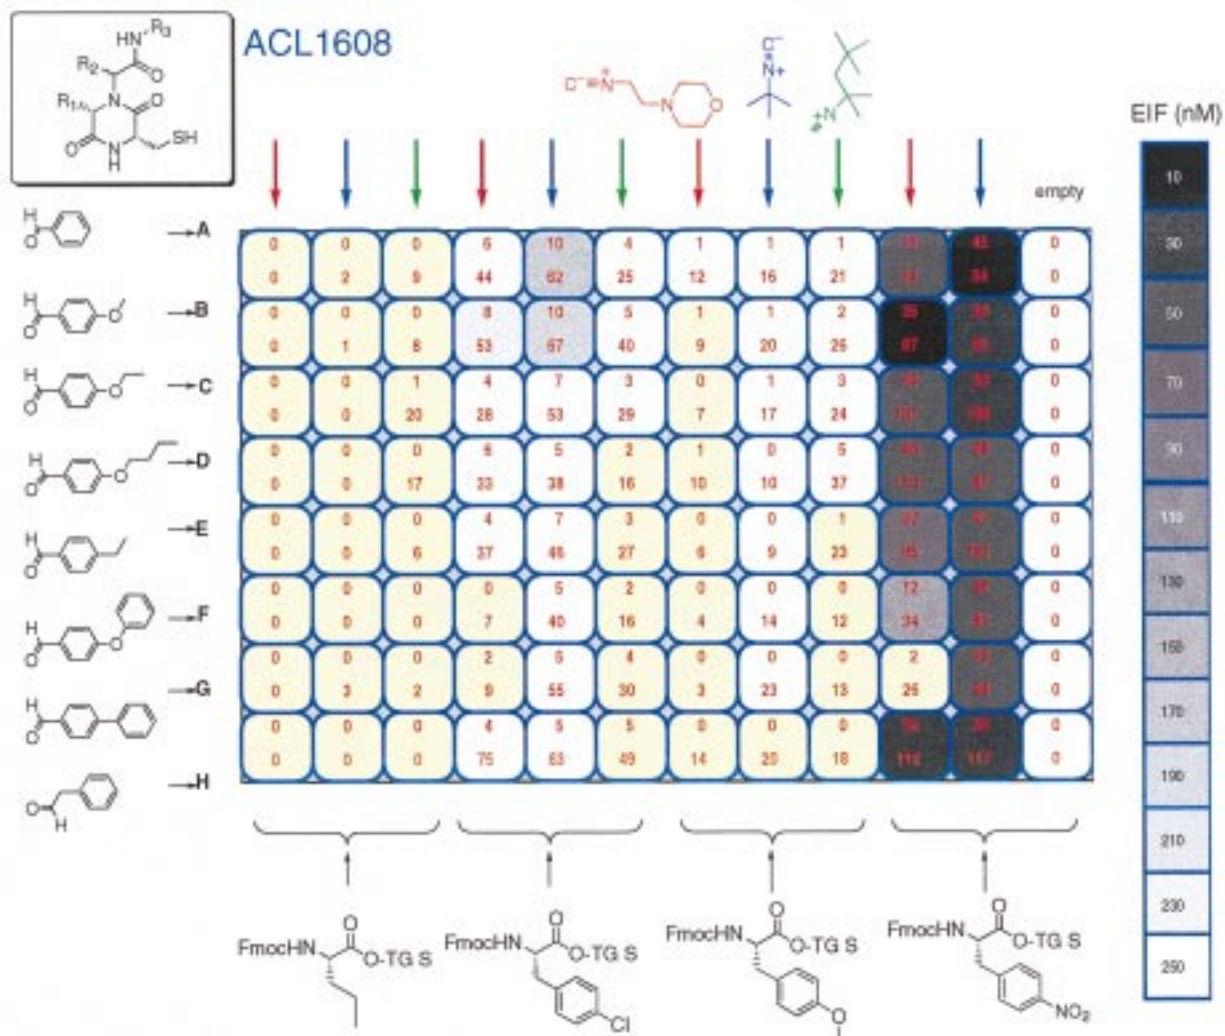 ACL1608
HN R3
R2 O
R1 N O
O N H SH
C⁻ ≡N⁺ N O
C⁻ ≡N⁺
N⁺
EIF (nM)
empty
10
30
50
70
90
110
130
150
170
190
210
230
250
H O →A
0 0 0 6 10 4 1 1 1 0
0 2 9 44 62 25 12 16 21 84 0
H O O →B
0 0 0 8 10 5 1 1 2 0
0 1 8 53 67 40 9 20 26 97 0
H O O →C
0 0 1 4 7 3 0 1 3 0
0 0 20 28 53 29 7 17 24 0
H O O →D
0 0 0 6 5 2 1 0 5 0
0 0 17 33 38 16 10 10 37 0
H O →E
0 0 0 4 7 3 0 0 1 0
0 0 6 37 46 27 6 9 23 0
H O O →F
0 0 0 0 5 2 0 0 0 12 0
0 0 0 7 40 16 4 14 12 34 0
H O →G
0 0 0 2 6 4 0 0 0 2 0
0 3 2 9 55 30 3 23 13 26 0
O H →H
0 0 0 4 5 5 0 0 0 0
0 0 0 75 63 49 14 20 18 0
FmocHN O O-TG S
FmocHN O O-TG S Cl
FmocHN O O-TG S O
FmocHN O O-TG S NO2